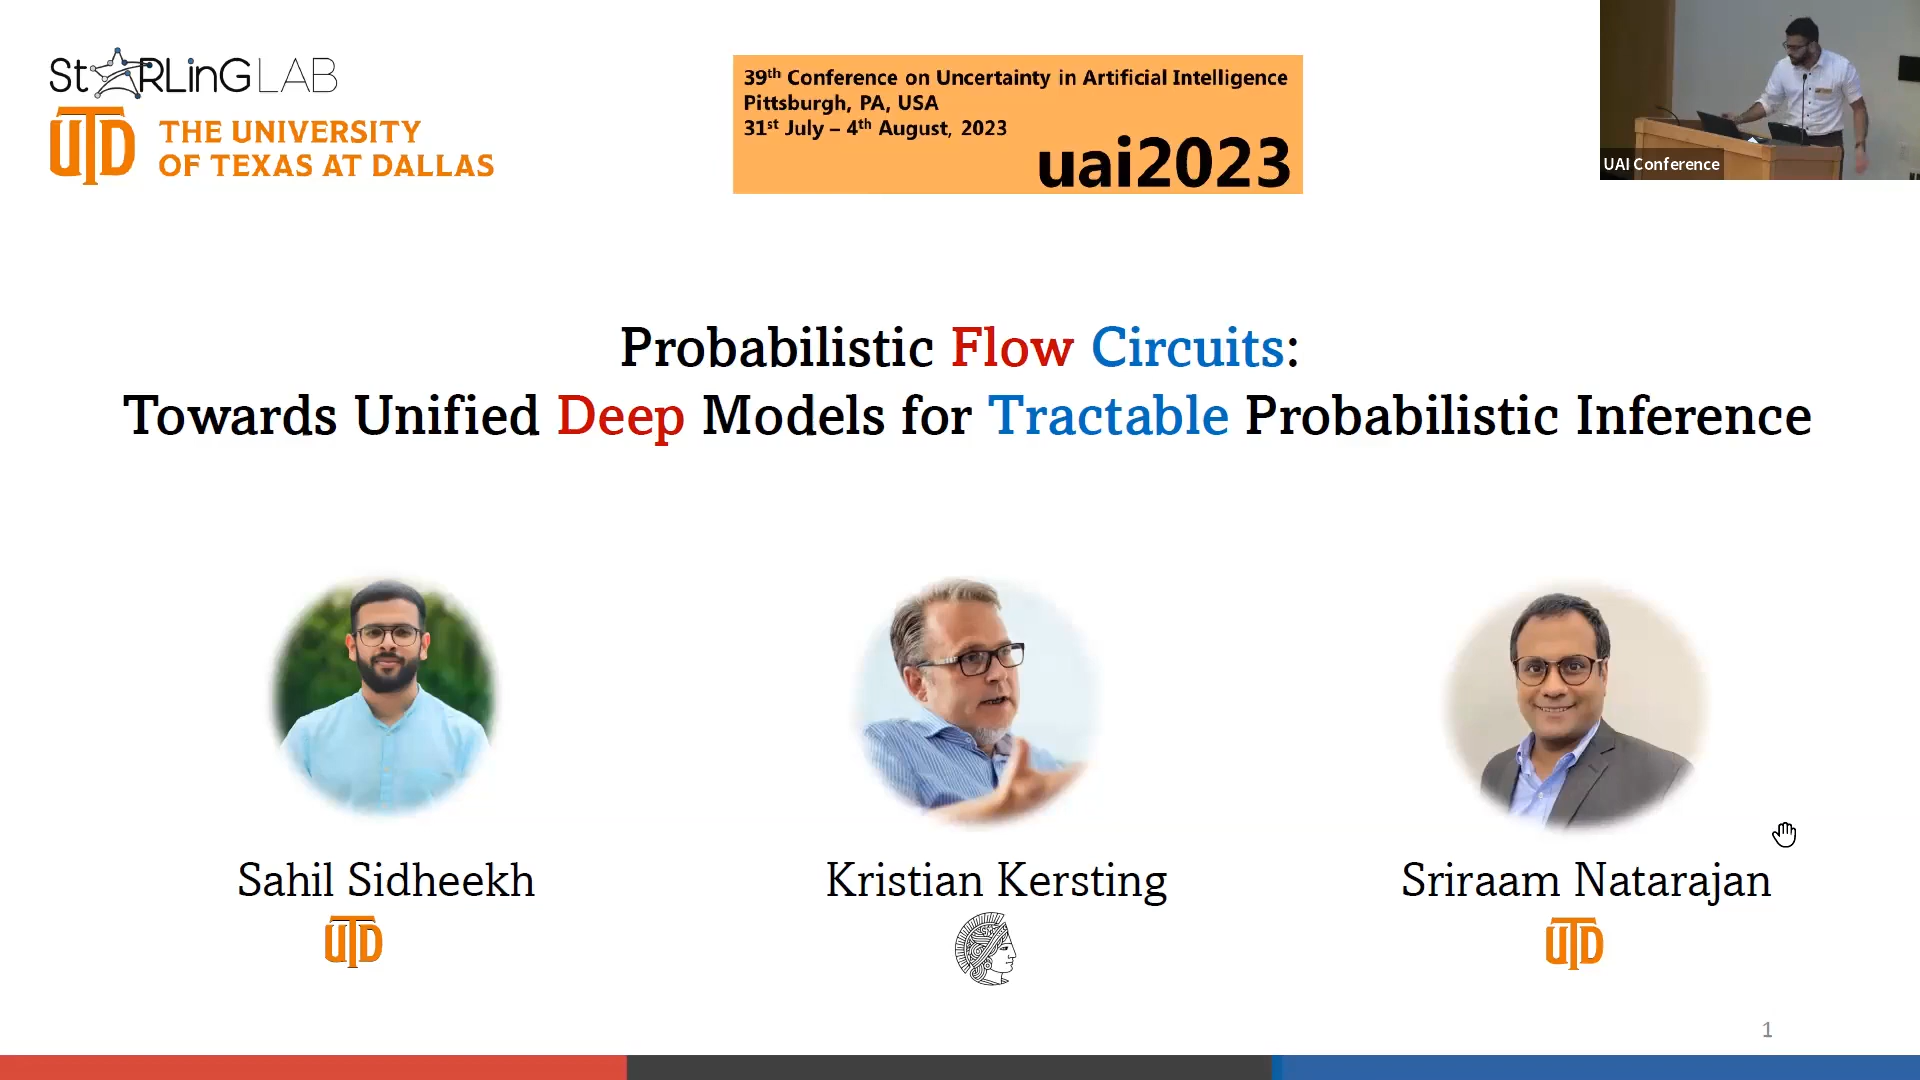 StARLinG LAB
UTD THE UNIVERSITY
OF TEXAS AT DALLAS
39th Conference on Uncertainty in Artificial Intelligence
Pittsburgh, PA, USA
31st July – 4th August, 2023
uai2023
UAI Conference
Probabilistic Flow Circuits:
Towards Unified Deep Models for Tractable Probabilistic Inference
Sahil Sidheekh
Kristian Kersting
Sriraam Natarajan
UTD
UTD
1